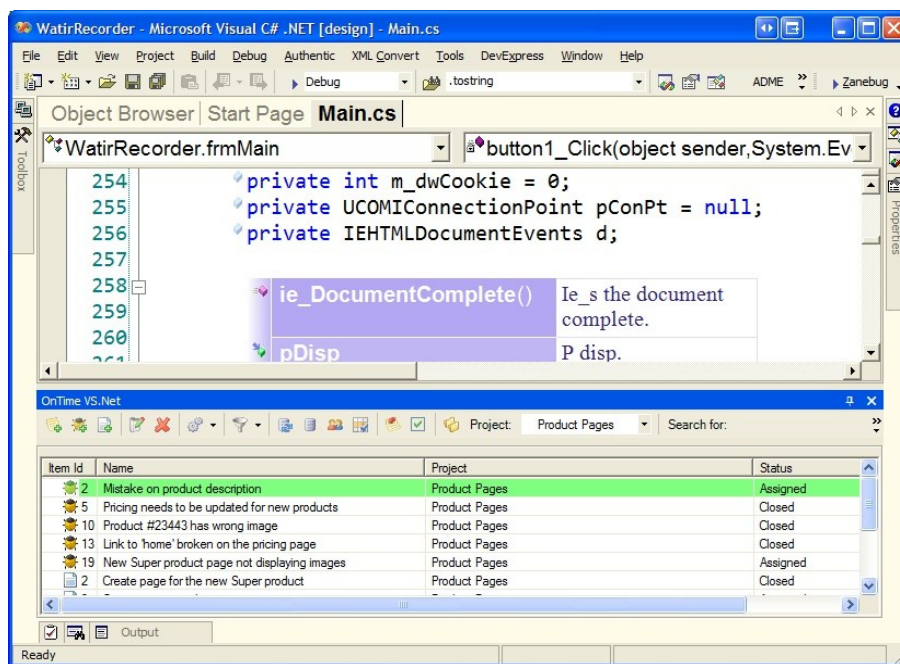 WatirRecorder - Microsoft Visual C# .NET [design] - Main.cs
File Edit View Project Build Debug Authentic XML Convert Tools DevExpress Window Help
Debug .tostring ADME Zanebug
Object Browser Start Page Main.cs
Toolbox
WatirRecorder.frmMain button1_Click(object sender,System.Ev
Properties
254 private int m_dwCookie = 0;
255 private UCOMIConnectionPoint pConPt = null;
256 private IEHTMLDocumentEvents d;
257
258 ie_DocumentComplete() Ie_s the document
259 complete.
260 pDisp P disp.
261
OnTime VS.Net
Project: Product Pages Search for:
Item Id Name Project Status
2 Mistake on product description Product Pages Assigned
5 Pricing needs to be updated for new products Product Pages Closed
10 Product #23443 has wrong image Product Pages Closed
13 Link to 'home' broken on the pricing page Product Pages Closed
19 New Super product page not displaying images Product Pages Assigned
2 Create page for the new Super product Product Pages Closed
Output
Ready